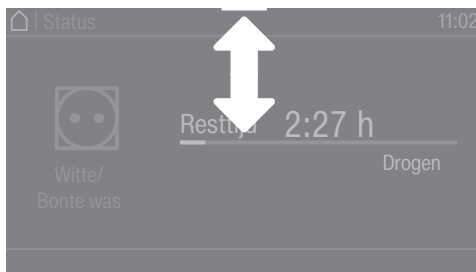 | Status 11:02
Resttijd 2:27 h
Drogen
Witte/
Bonte was